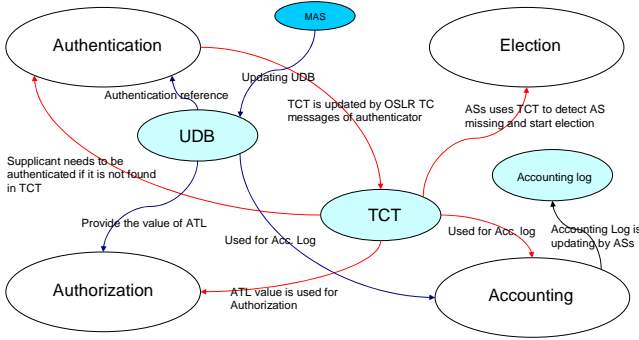 MAS
Authentication
Election
Updating UDB
Authentication reference
TCT is updated by OSLR TC
messages of authenticator
ASs uses TCT to detect AS
missing and start election
UDB
Supplicant needs to be
authenticated if it is not found
in TCT
Accounting log
TCT
Provide the value of ATL
Used for Acc. Log
Used for Acc. log
Accounting Log is
updating by ASs
Authorization
ATL value is used for
Authorization
Accounting